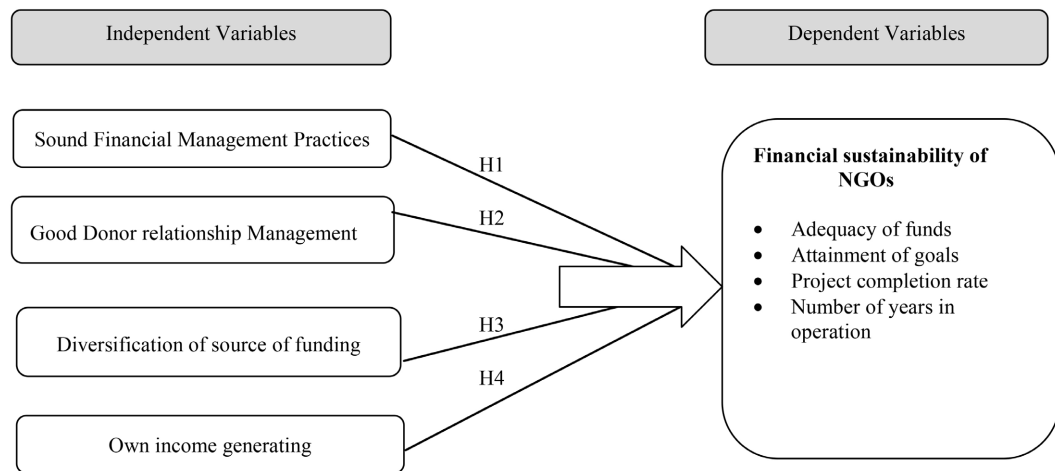 Independent Variables
Dependent Variables
Sound Financial Management Practices
H1
Good Donor relationship Management
H2
Diversification of source of funding
H3
Own income generating
H4
Financial sustainability of
NGOs
• Adequacy of funds
• Attainment of goals
• Project completion rate
• Number of years in
operation